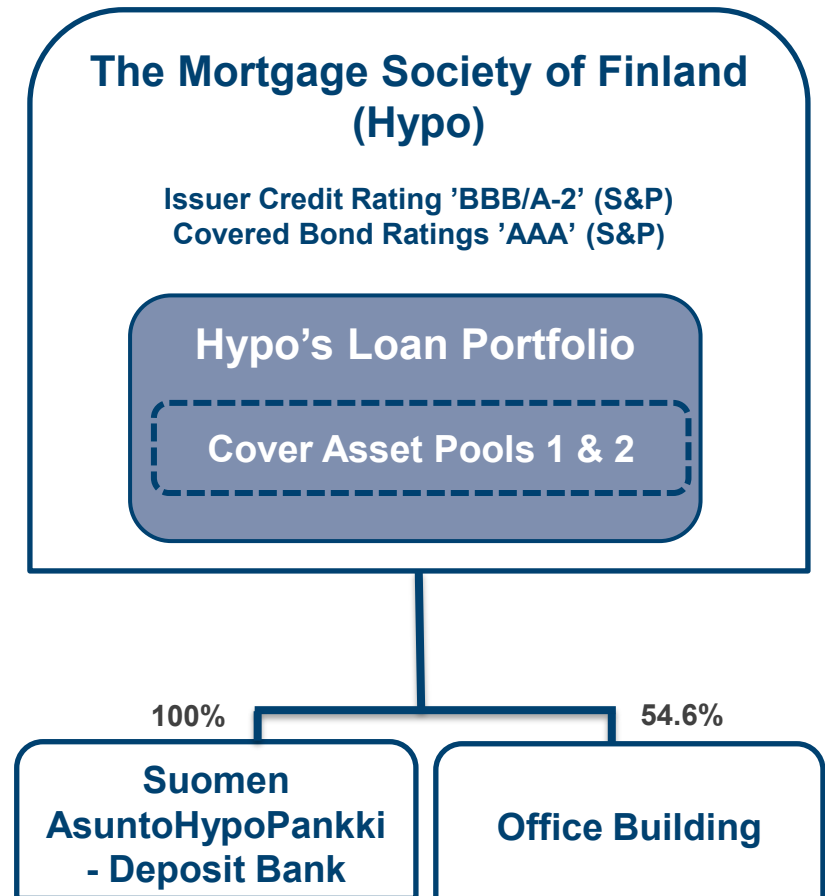 The Mortgage Society of Finland
(Hypo)
Issuer Credit Rating ’BBB/A-2’ (S&P)
Covered Bond Ratings ’AAA’ (S&P)
Hypo’s Loan Portfolio
Cover Asset Pools 1 & 2
100%
54.6%
Suomen
AsuntoHypoPankki
- Deposit Bank
Office Building